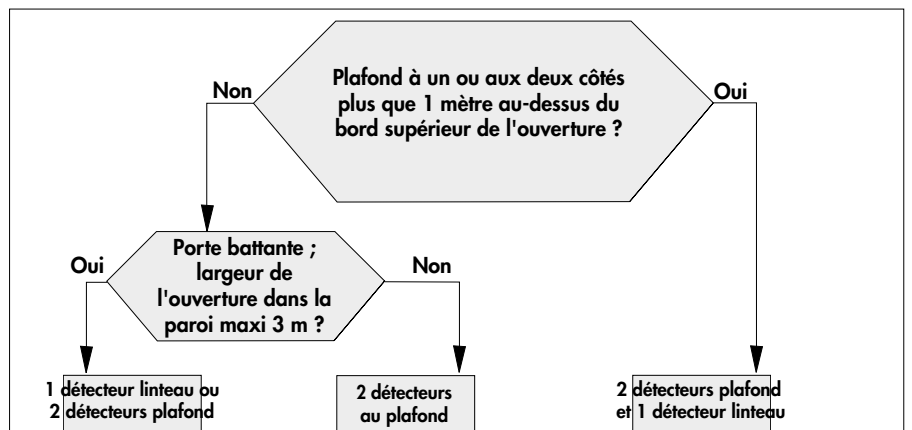 Plafond à un ou aux deux côtés
plus que 1 mètre au-dessus du
bord supérieur de l'ouverture ?
Non
Oui
Porte battante ;
largeur de
l'ouverture dans la
paroi maxi 3 m ?
Oui
Non
1 détecteur linteau ou
2 détecteurs plafond
2 détecteurs
au plafond
2 détecteurs plafond
et 1 détecteur linteau